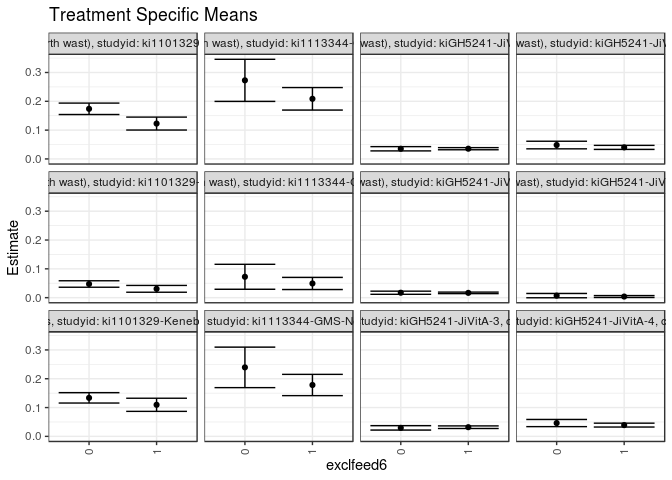 Treatment Specific Means
th wast), studyid: ki1101329
wast), studyid: ki1113344-
wast), studyid: kiGH5241-JiV
wast), studyid: kiGH5241-JiV
0.3
0.2
0.1
0.0
th wast), studyid: ki1101329-
wast), studyid: ki1113344-
wast), studyid: kiGH5241-JiV
wast), studyid: kiGH5241-JiV
0.3
0.2
0.1
0.0
Estimate
, studyid: ki1101329-Keneb
studyid: ki1113344-GMS-N
tudyid: kiGH5241-JiVitA-3,
tudyid: kiGH5241-JiVitA-4,
0.3
0.2
0.1
0.0
0 1 0 1 0 1 0 1
exclfeed6